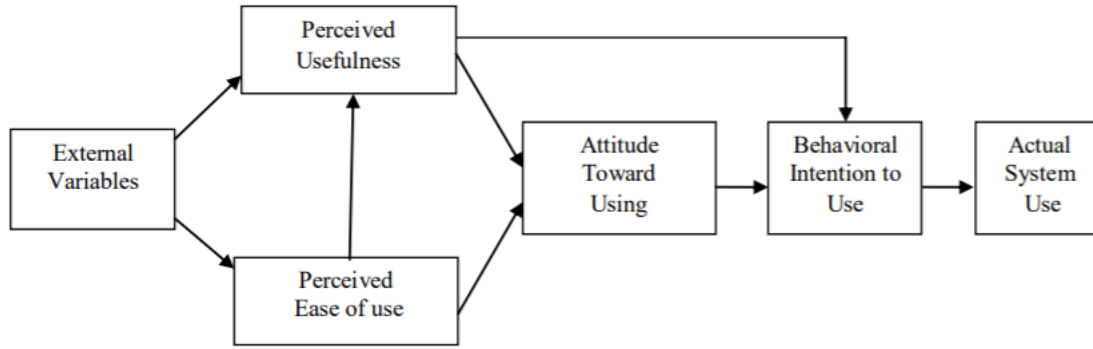 Perceived
Usefulness
External
Variables
Perceived
Ease of use
Attitude
Toward
Using
Behavioral
Intention to
Use
Actual
System
Use